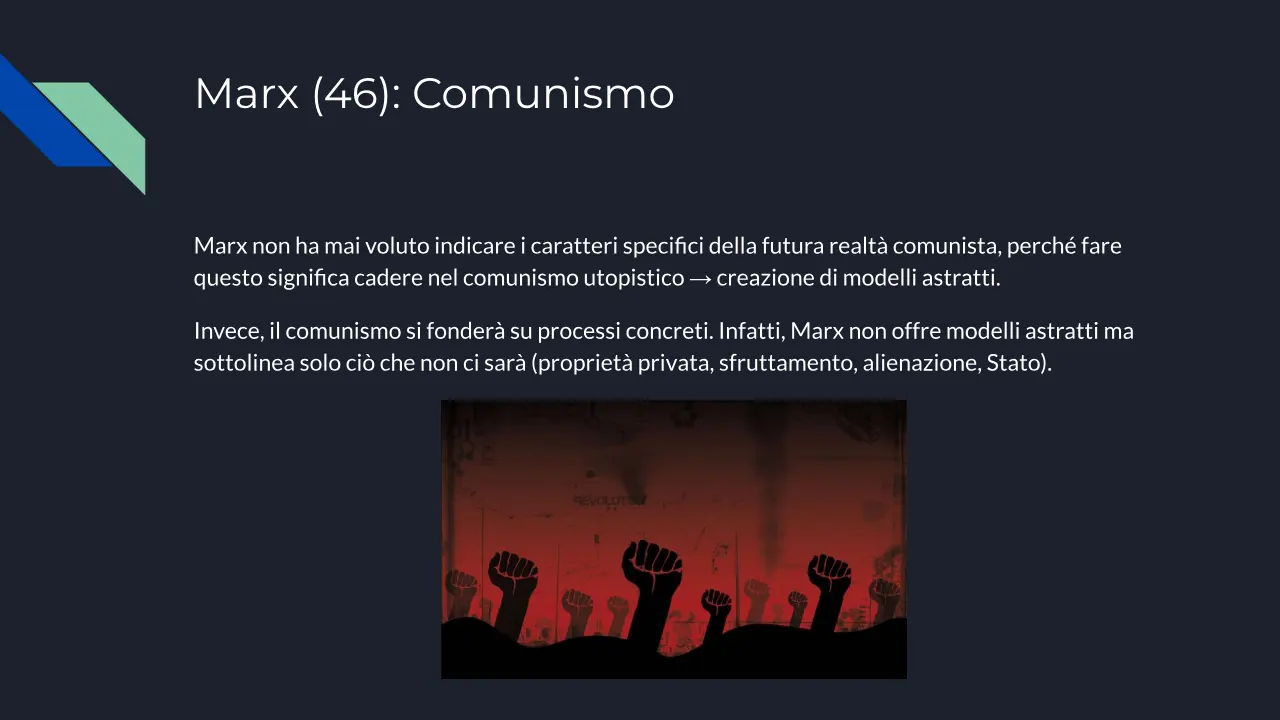 Marx (46): Comunismo
Marx non ha mai voluto indicare i caratteri specifici della futura realtà comunista, perché fare
questo significa cadere nel comunismo utopistico → creazione di modelli astratti.
Invece, il comunismo si fonderà su processi concreti. Infatti, Marx non offre modelli astratti ma
sottolinea solo ciò che non ci sarà (proprietà privata, sfruttamento, alienazione, Stato).